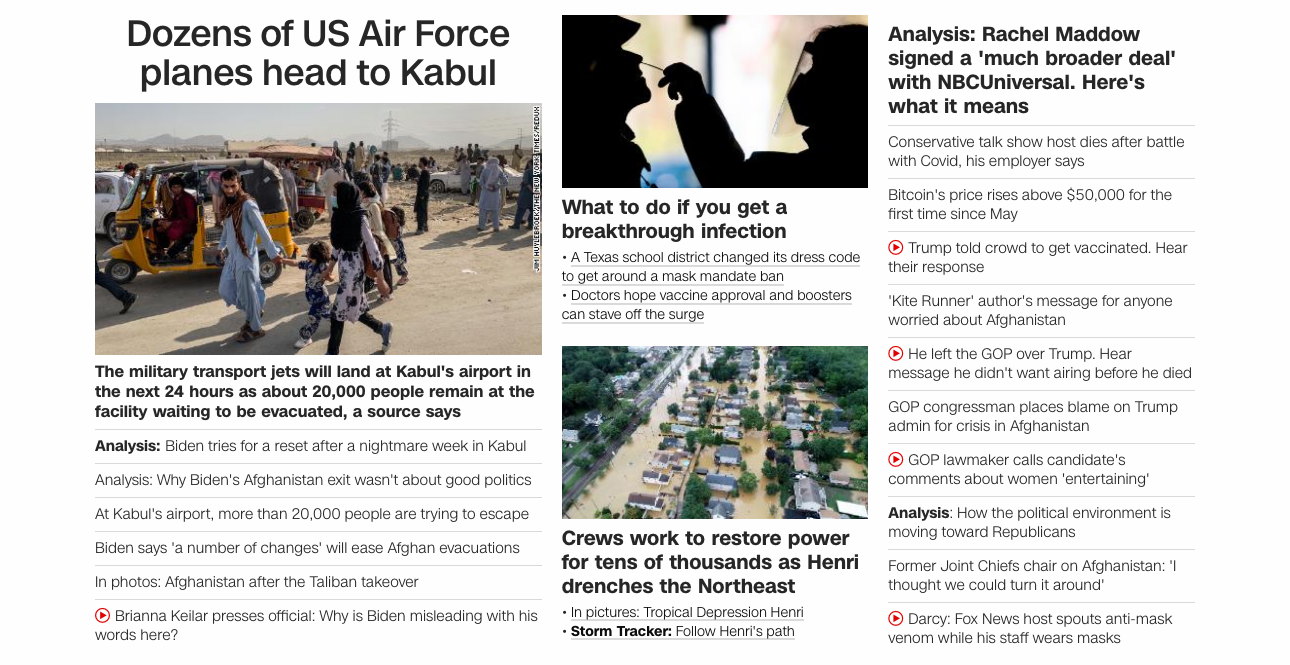 Dozens of US Air Force
planes head to Kabul
JIM HUYLEBROEK/THE NEW YORK TIMES/REDUX
The military transport jets will land at Kabul's airport in
the next 24 hours as about 20,000 people remain at the
facility waiting to be evacuated, a source says
Analysis: Biden tries for a reset after a nightmare week in Kabul
Analysis: Why Biden's Afghanistan exit wasn't about good politics
At Kabul's airport, more than 20,000 people are trying to escape
Biden says 'a number of changes' will ease Afghan evacuations
In photos: Afghanistan after the Taliban takeover
Brianna Keilar presses official: Why is Biden misleading with his
words here?
What to do if you get a
breakthrough infection
• A Texas school district changed its dress code
to get around a mask mandate ban
• Doctors hope vaccine approval and boosters
can stave off the surge
Crews work to restore power
for tens of thousands as Henri
drenches the Northeast
• In pictures: Tropical Depression Henri
• Storm Tracker: Follow Henri's path
Analysis: Rachel Maddow
signed a 'much broader deal'
with NBCUniversal. Here's
what it means
Conservative talk show host dies after battle
with Covid, his employer says
Bitcoin's price rises above $50,000 for the
first time since May
Trump told crowd to get vaccinated. Hear
their response
'Kite Runner' author's message for anyone
worried about Afghanistan
He left the GOP over Trump. Hear
message he didn't want airing before he died
GOP congressman places blame on Trump
admin for crisis in Afghanistan
GOP lawmaker calls candidate's
comments about women 'entertaining'
Analysis: How the political environment is
moving toward Republicans
Former Joint Chiefs chair on Afghanistan: 'I
thought we could turn it around'
Darcy: Fox News host spouts anti-mask
venom while his staff wears masks